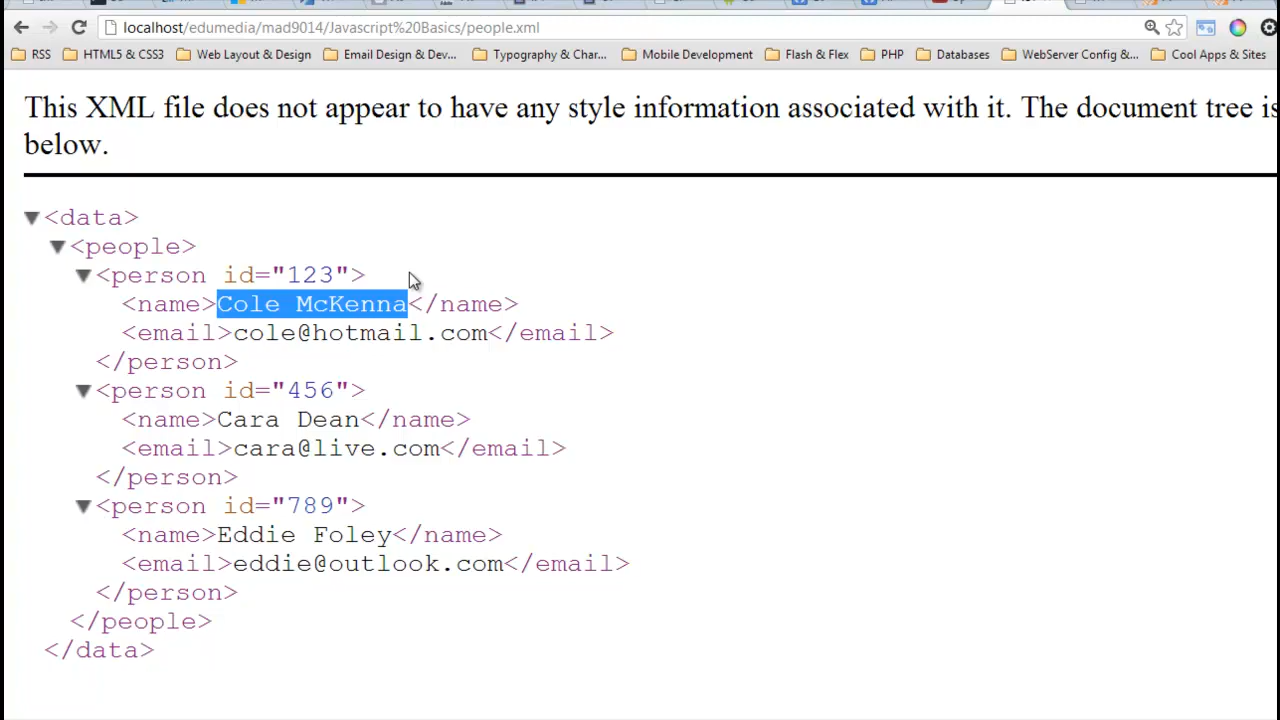 localhost/edumedia/mad9014/Javascript%20Basics/people.xml
RSS HTML5 & CSS3 Web Layout & Design Email Design & Dev... Typography & Char... Mobile Development Flash & Flex PHP Databases WebServer Config &... Cool Apps & Sites
This XML file does not appear to have any style information associated with it. The document tree is
below.
<data>
<people>
<person id="123">
<name>Cole McKenna</name>
<email>cole@hotmail.com</email>
</person>
<person id="456">
<name>Cara Dean</name>
<email>cara@live.com</email>
</person>
<person id="789">
<name>Eddie Foley</name>
<email>eddie@outlook.com</email>
</person>
</people>
</data>